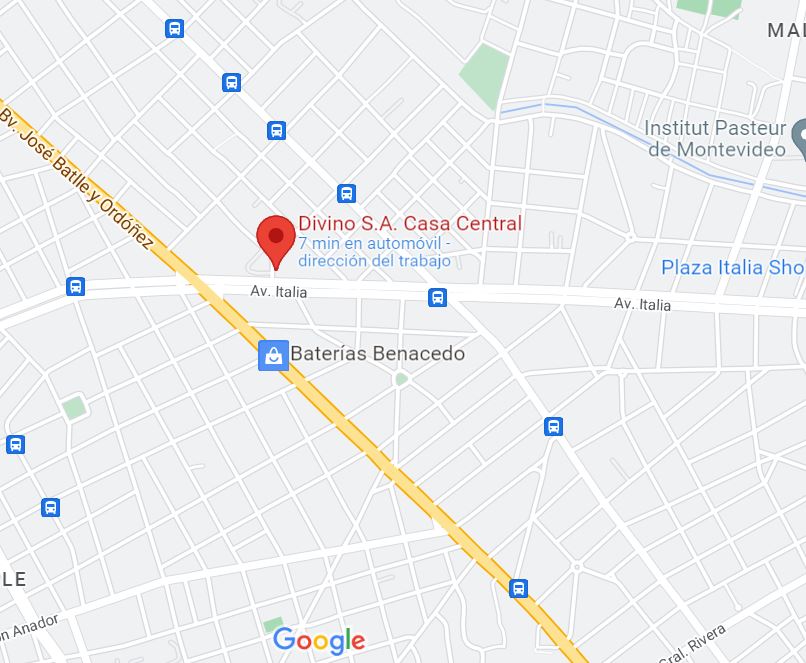 MAL
Bv. José Batlle y Ordóñez
Institut Pasteur
de Montevideo
Divino S.A. Casa Central
7 min en automóvil -
dirección del trabajo
Plaza Italia Sho
Av. Italia
Av. Italia
Baterías Benacedo
LE
n Anador
Google
Gral. Rivera